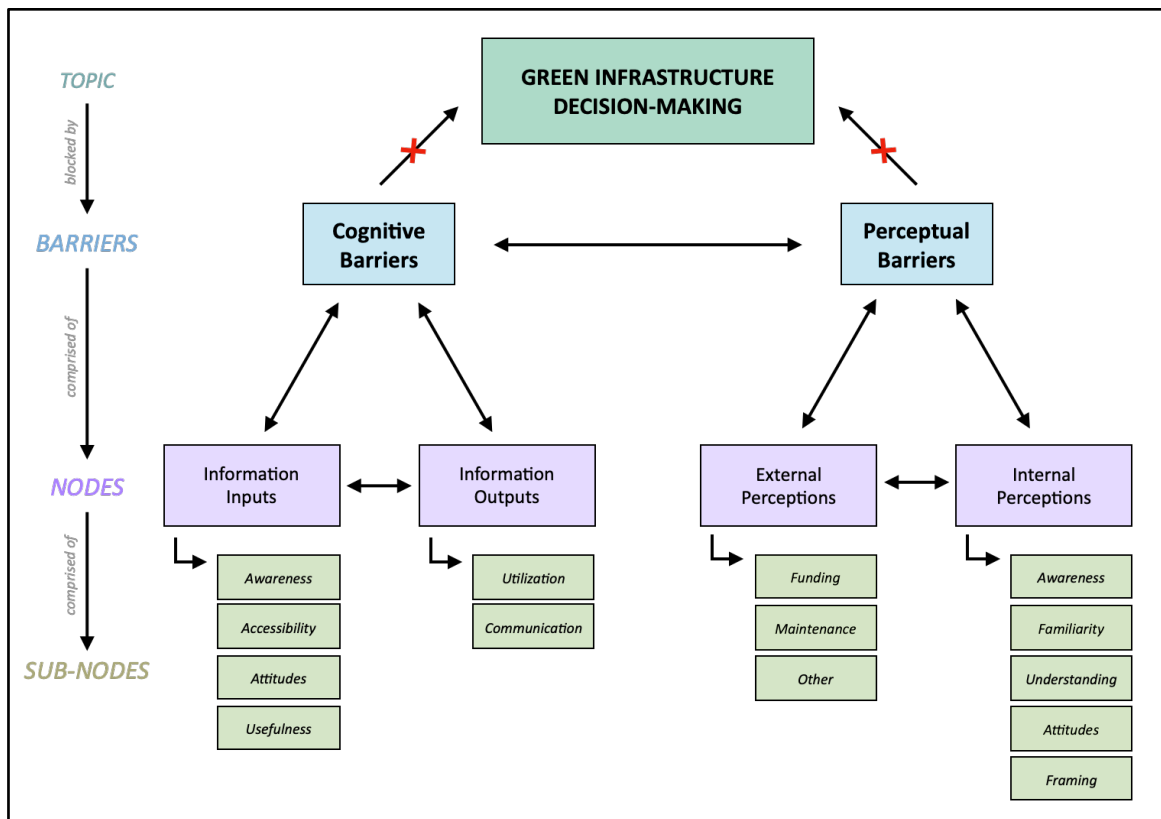 TOPIC
GREEN INFRASTRUCTURE
DECISION-MAKING
blocked by
BARRIERS
Cognitive
Barriers
Perceptual
Barriers
comprised of
NODES
Information
Inputs
Information
Outputs
External
Perceptions
Internal
Perceptions
comprised of
SUB-NODES
Awareness
Accessibility
Attitudes
Usefulness
Utilization
Communication
Funding
Maintenance
Other
Awareness
Familiarity
Understanding
Attitudes
Framing